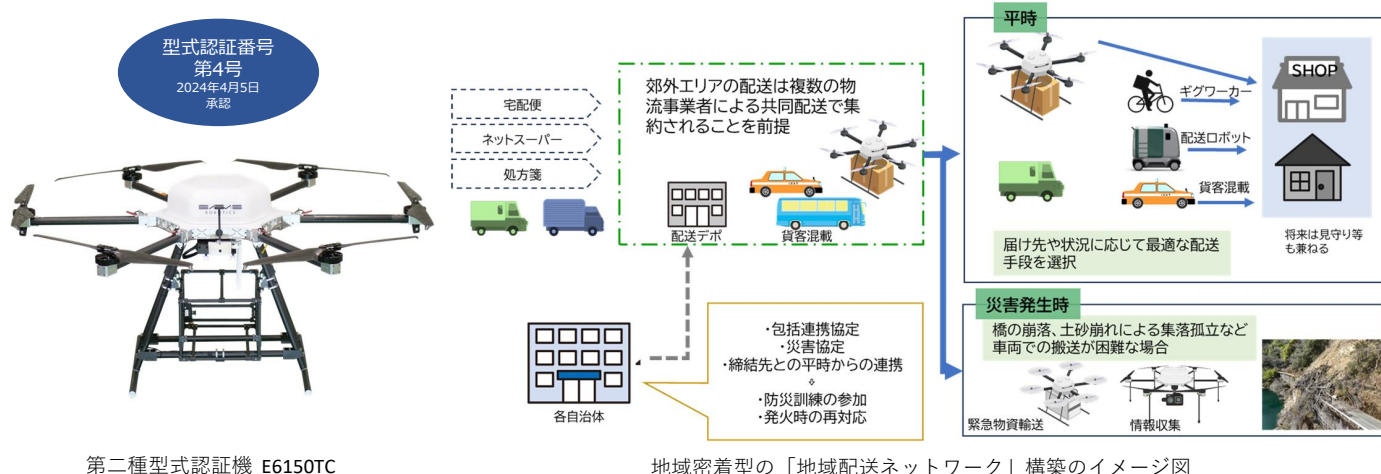 型式認証番号
第4号
2024年4月5日
承認
ROBOTICS
第二種型式認証機 E6150TC
宅配便
ネットスーパー
処方箋
郊外エリアの配送は複数の物
流事業者による共同配送で集
約されることを前提
配送デポ
貨客混載
各自治体
・包括連携協定
・災害協定
・締結先との平時からの連携
・防災訓練の参加
・発火時の再対応
平時
ギグワーカー
配送ロボット
貨客混載
SHOP
将来は見守り等
も兼ねる
届け先や状況に応じて最適な配送
手段を選択
災害発生時
橋の崩落、土砂崩れによる集落孤立など
車両での搬送が困難な場合
緊急物資輸送
情報収集
地域密着型の「地域配送ネットワーク」構築のイメージ図